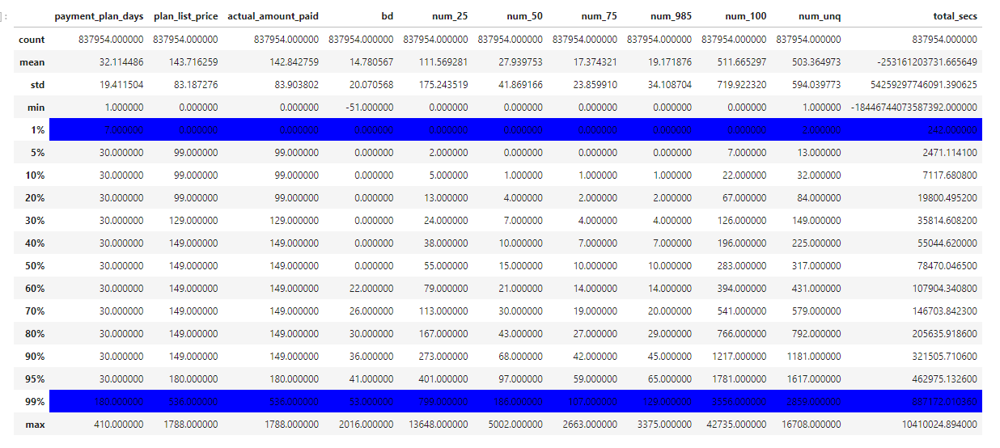 ]:
payment_plan_days plan_list_price actual_amount_paid bd num_25 num_50 num_75 num_985 num_100 num_unq total_secs
count 837954.000000 837954.000000 837954.000000 837954.000000 837954.000000 837954.000000 837954.000000 837954.000000 837954.000000 837954.000000 837954.000000
mean 32.114486 143.716259 142.842759 14.780567 111.569281 27.939753 17.374321 19.171876 511.665297 503.364973 -253161203731.665649
std 19.411504 83.187276 83.903802 20.070568 175.243519 41.869166 23.859910 34.108704 719.922320 594.039773 54259297746091.390625
min 1.000000 0.000000 0.000000 -51.000000 0.000000 0.000000 0.000000 0.000000 0.000000 1.000000 -18446744073587392.000000
1% 7.000000 0.000000 0.000000 0.000000 0.000000 0.000000 0.000000 0.000000 0.000000 2.000000 242.000000
5% 30.000000 99.000000 99.000000 0.000000 2.000000 0.000000 0.000000 0.000000 7.000000 13.000000 2471.114100
10% 30.000000 99.000000 99.000000 0.000000 5.000000 1.000000 1.000000 1.000000 22.000000 32.000000 7117.680800
20% 30.000000 99.000000 99.000000 0.000000 13.000000 4.000000 2.000000 2.000000 67.000000 84.000000 19800.495200
30% 30.000000 129.000000 129.000000 0.000000 24.000000 7.000000 4.000000 4.000000 126.000000 149.000000 35814.608200
40% 30.000000 149.000000 149.000000 0.000000 38.000000 10.000000 7.000000 7.000000 196.000000 225.000000 55044.620000
50% 30.000000 149.000000 149.000000 0.000000 55.000000 15.000000 10.000000 10.000000 283.000000 317.000000 78470.046500
60% 30.000000 149.000000 149.000000 22.000000 79.000000 21.000000 14.000000 14.000000 394.000000 431.000000 107904.340800
70% 30.000000 149.000000 149.000000 26.000000 113.000000 30.000000 19.000000 20.000000 541.000000 579.000000 146703.842300
80% 30.000000 149.000000 149.000000 30.000000 167.000000 43.000000 27.000000 29.000000 766.000000 792.000000 205635.918600
90% 30.000000 149.000000 149.000000 36.000000 273.000000 68.000000 42.000000 45.000000 1217.000000 1181.000000 321505.710600
95% 30.000000 180.000000 180.000000 41.000000 401.000000 97.000000 59.000000 65.000000 1781.000000 1617.000000 462975.132600
99% 180.000000 536.000000 536.000000 53.000000 799.000000 186.000000 107.000000 129.000000 3356.000000
max 410.000000 1788.000000 1788.000000 2016.000000 13648.000000 5002.000000 2663.000000 3375.000000 42735.000000 16708.000000 10410024.894000